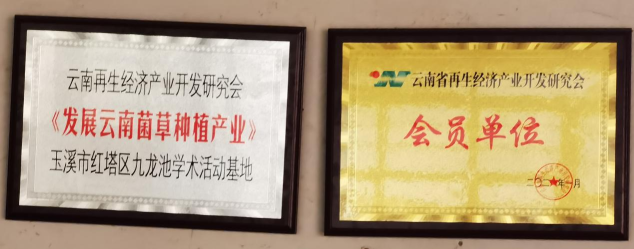 云南再生经济产业开发研究会
《发展云南菌草种植产业》
玉溪市红塔区九龙池学术活动基地
云南省再生经济产业开发研究会
会员单位